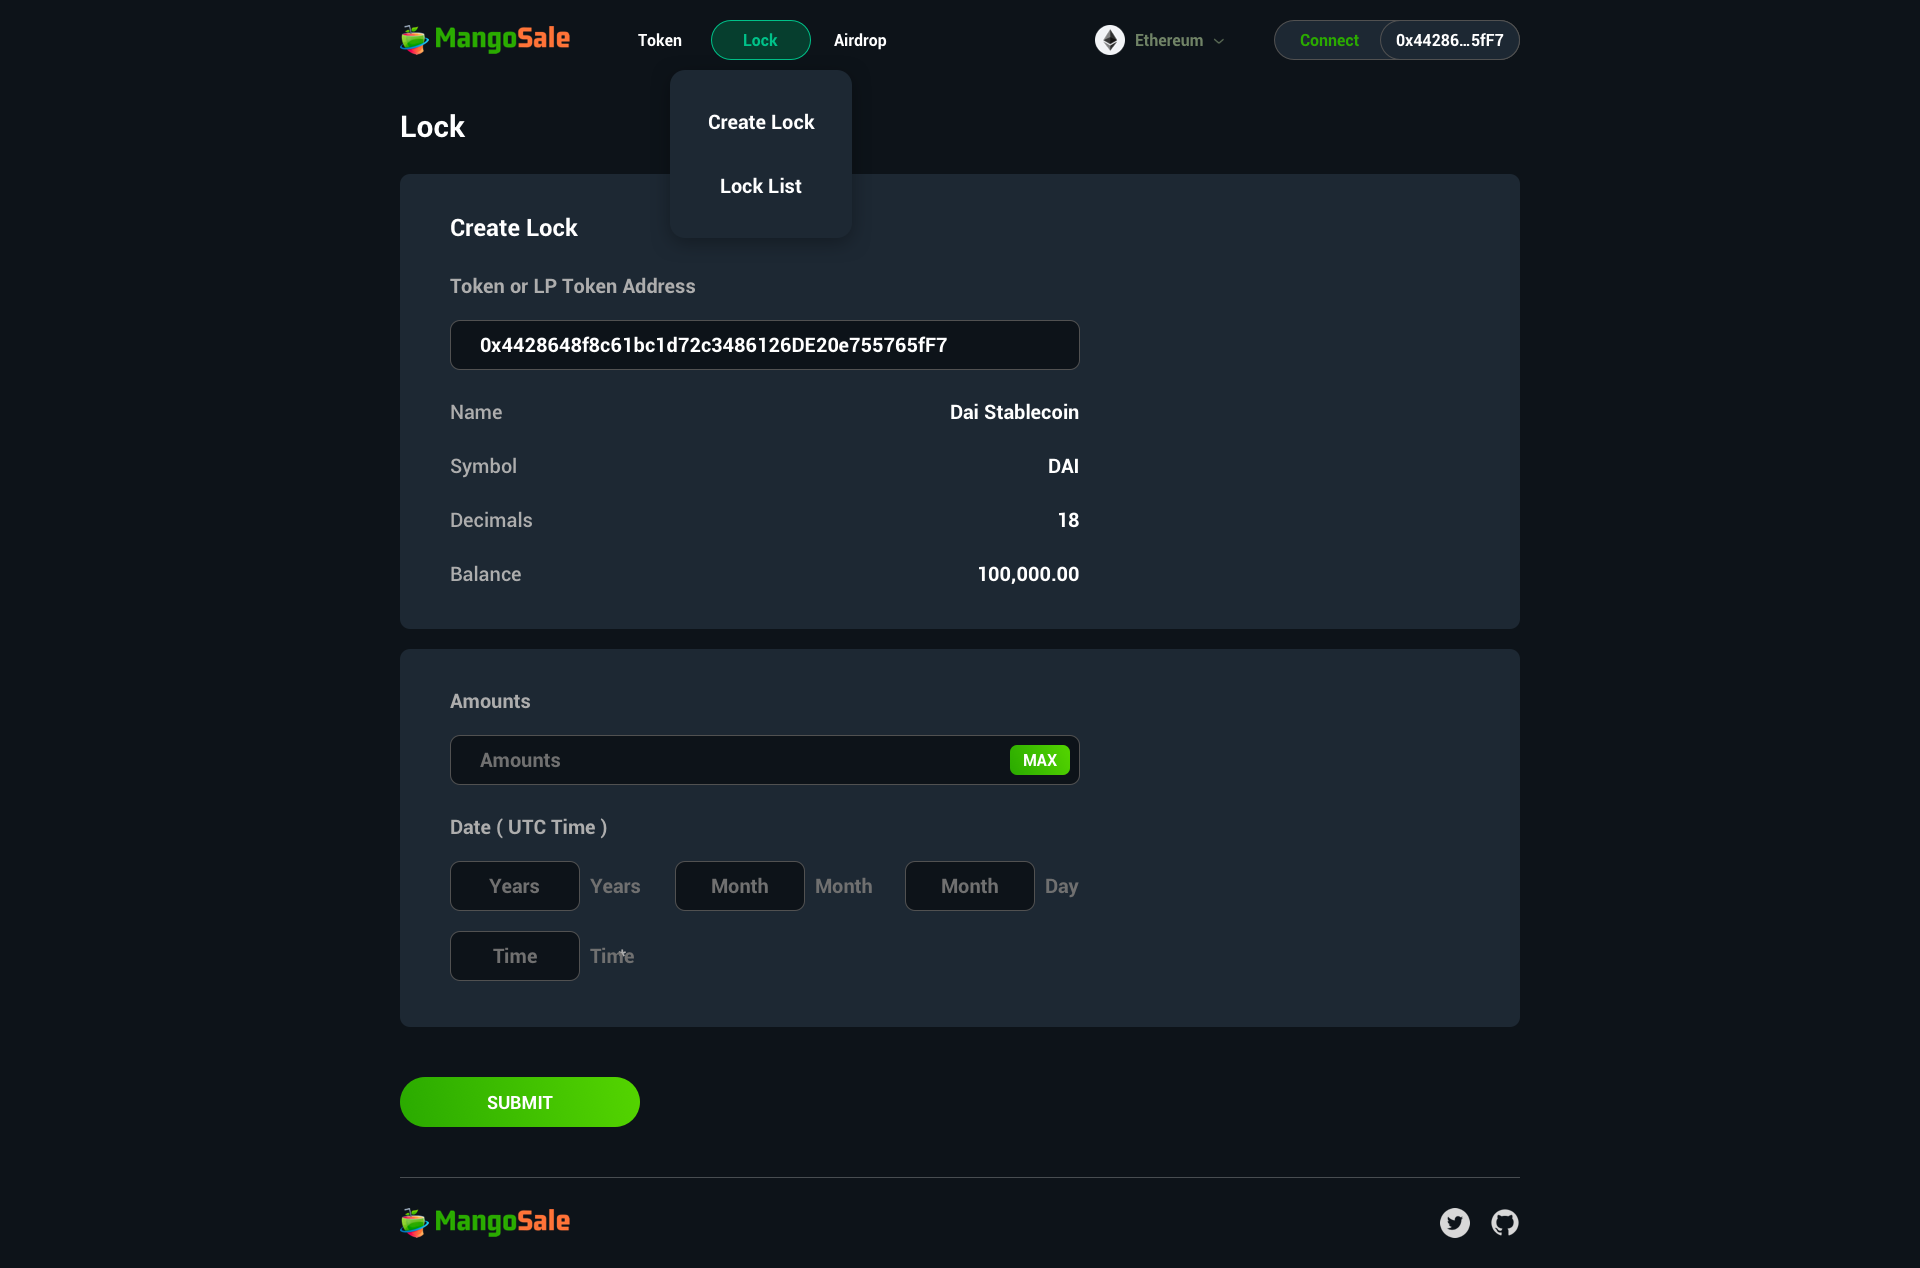 MangoSale Token Lock Airdrop Ethereum Connect 0x44286...5fF7
Create Lock
Lock List
Lock
Create Lock
Token or LP Token Address
0x4428648f8c61bc1d72c3486126DE20e755765fF7
Name Dai Stablecoin
Symbol DAI
Decimals 18
Balance 100,000.00
Amounts
Amounts MAX
Date ( UTC Time )
Years Years Month Month Month Day
Time Time
SUBMIT
MangoSale